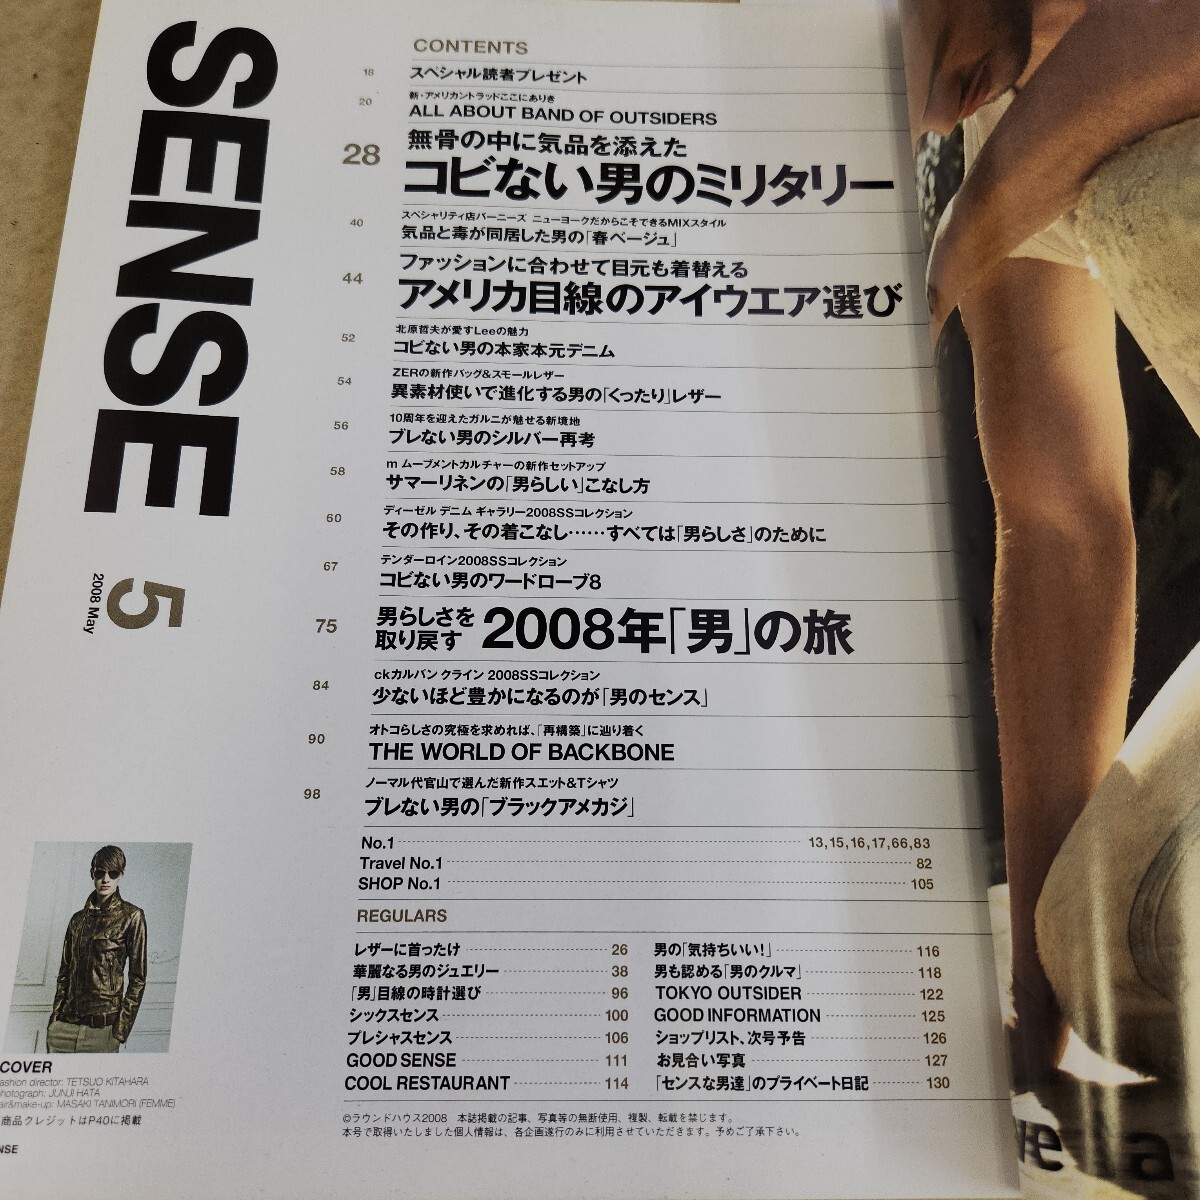 SENSE
5
2008 May
CONTENTS
18 スペシャル読者プレゼント
20 新・アメリカントラッドここにありき
ALL ABOUT BAND OF OUTSIDERS
28 無骨の中に気品を添えた
コビない男のミリタリー
40 スペシャリティ店バーニーズ ニューヨークだからこそできるMIXスタイル
気品と毒が同居した男の「春ベージュ」
44 ファッションに合わせて目元も着替える
アメリカ目線のアイウエア選び
52 北原哲夫が愛すLeeの魅力
コビない男の本家本元デニム
54 ZERの新作バッグ&スモールレザー
異素材使いで進化する男の「くったり」レザー
56 10周年を迎えたガルニが魅せる新境地
ブレない男のシルバー再考
58 m ムーブメントカルチャーの新作セットアップ
サマーリネンの「男らしい」こなし方
60 ディーゼル デニム ギャラリー2008SSコレクション
その作り、その着こなし……すべては「男らしさ」のために
67 テンダーロイン2008SSコレクション
コビない男のワードローブ8
75 男らしさを
取り戻す 2008年「男」の旅
84 ckカルバン クライン 2008SSコレクション
少ないほど豊かになるのが「男のセンス」
90 オトコらしさの究極を求めれば、「再構築」に辿り着く
THE WORLD OF BACKBONE
98 ノーマル代官山で選んだ新作スエット&Tシャツ
ブレない男の「ブラックアメカジ」
No.1 13,15,16,17,66,83
Travel No.1 82
SHOP No.1 105
REGULARS
レザーに首ったけ 26
華麗なる男のジュエリー 38
「男」目線の時計選び 96
シックスセンス 100
プレシャスセンス 106
GOOD SENSE 111
COOL RESTAURANT 114
男の「気持ちいい!」 116
男も認める「男のクルマ」 118
TOKYO OUTSIDER 122
GOOD INFORMATION 125
ショップリスト、次号予告 126
お見合い写真 127
「センスな男達」のプライベート日記 130
©ラウンドハウス2008 本誌掲載の記事、写真等の無断使用、複製、転載を禁じます。
本号で取得いたしました個人情報は、各企画遂行のみに利用させていただきます。予めご了承下さい。
COVER
ashion director: TETSUO KITAHARA
photograph: JUNJI HATA
air&make-up: MASAKI TANIMORI (FEMME)
商品クレジットはP40に掲載
NSE
ve a